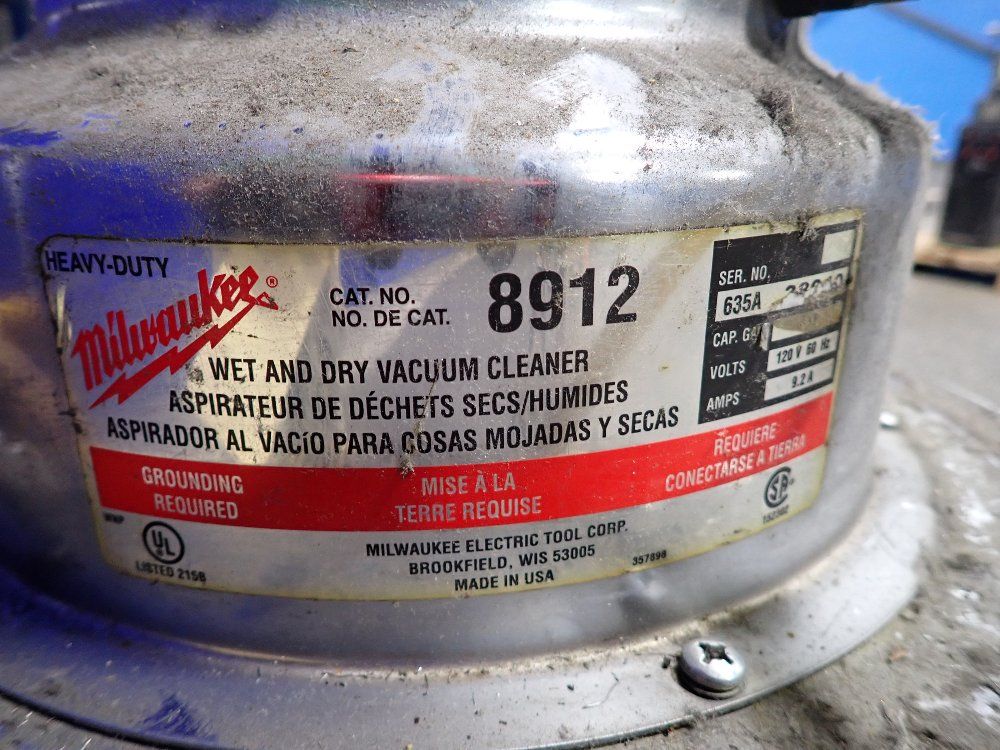 HEAVY-DUTY
Milwaukee®
CAT. NO.
NO. DE CAT.
8912
WET AND DRY VACUUM CLEANER
ASPIRATEUR DE DÉCHETS SECS/HUMIDES
ASPIRADOR AL VACÍO PARA COSAS MOJADAS Y SECAS
SER. NO.
635A
CAP.
VOLTS 120 V 60 Hz
AMPS 9.2 A
GROUNDING
REQUIRED
MISE À LA
TERRE REQUISE
REQUIERE
CONECTARSE A TIERRA
UL
LISTED 215B
MILWAUKEE ELECTRIC TOOL CORP.
BROOKFIELD, WIS 53005
MADE IN USA
357898